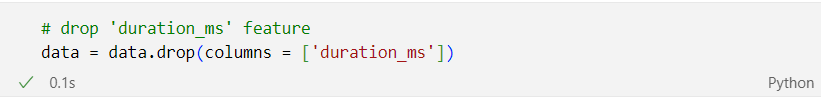 # drop 'duration_ms' feature
data = data.drop(columns = ['duration_ms'])
✓ 0.1s Python